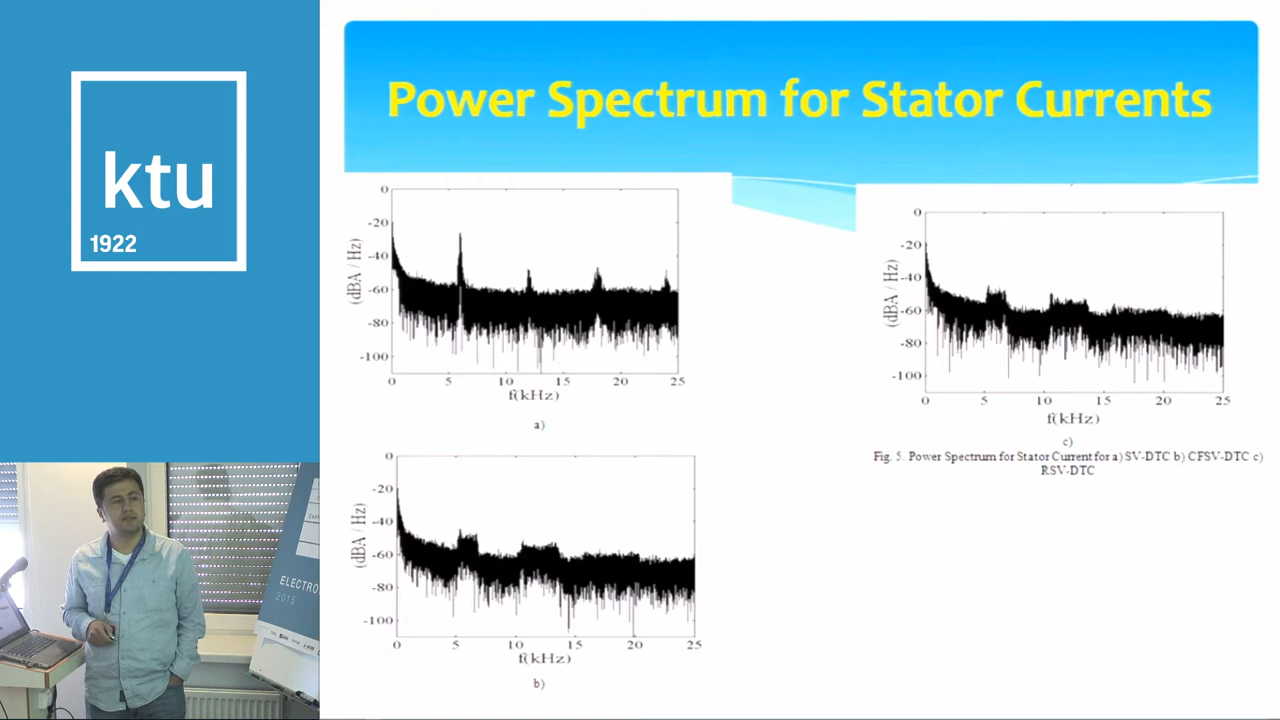 ktu
1922
Power Spectrum for Stator Currents
0
-20
-40
-60
-80
-100
(dBA / Hz)
0 5 10 15 20 25
f(kHz)
a)
0
-20
-40
-60
-80
-100
(dBA / Hz)
0 5 10 15 20 25
f(kHz)
b)
0
-20
-40
-60
-80
-100
(dBA / Hz)
0 5 10 15 20 25
f(kHz)
c)
Fig. 5. Power Spectrum for Stator Current for a) SV-DTC b) CFSV-DTC c)
RSV-DTC
ELECTRO
2015